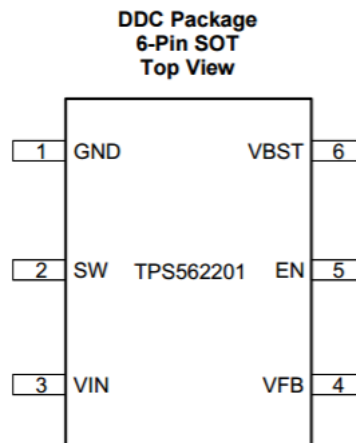 DDC Package
6-Pin SOT
Top View
1 GND VBST 6
2 SW TPS562201 EN 5
3 VIN VFB 4